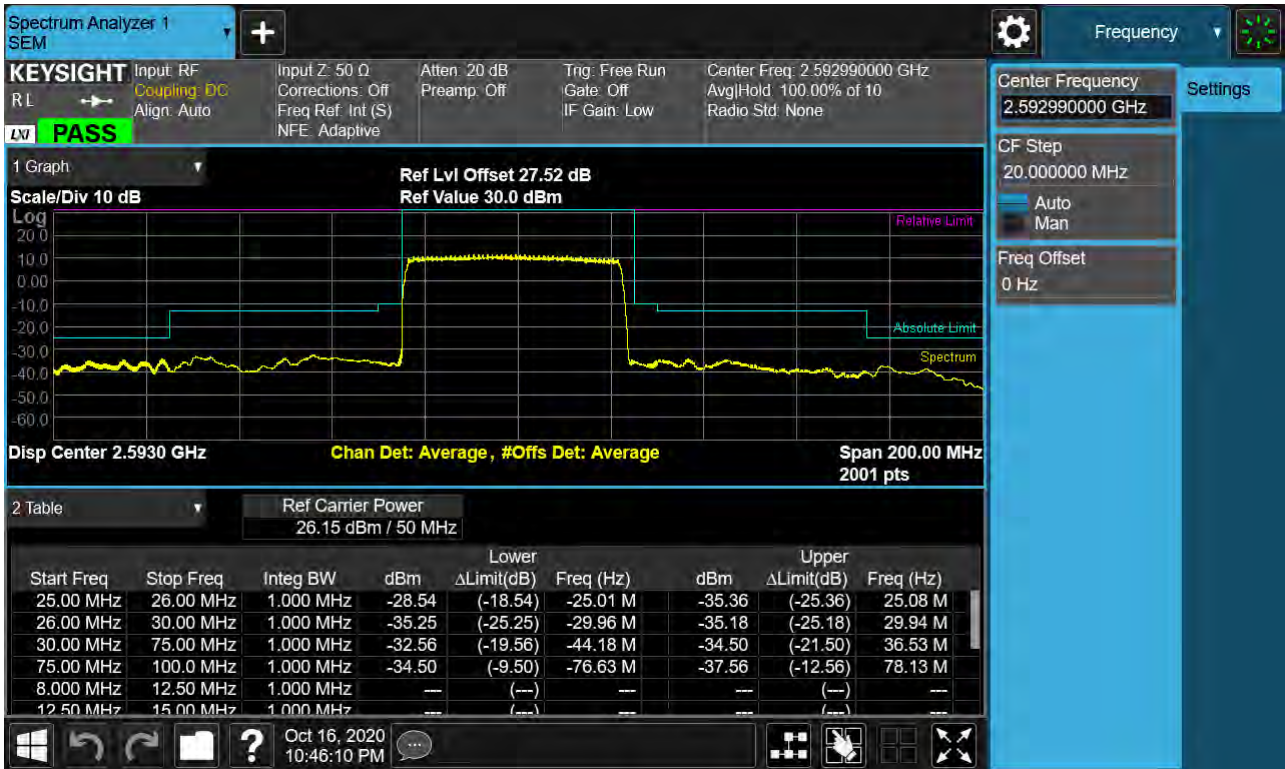 Spectrum Analyzer 1
SEM
Frequency
KEYSIGHT
R L
LXI
PASS
Input: RF
Coupling: DC
Align: Auto
Input Z: 50 Ω
Corrections: Off
Freq Ref: Int (S)
NFE: Adaptive
Atten: 20 dB
Preamp: Off
Trig: Free Run
Gate: Off
IF Gain: Low
Center Freq: 2.592990000 GHz
Avg|Hold: 100.00% of 10
Radio Std: None
Center Frequency
2.592990000 GHz
Settings
CF Step
20.000000 MHz
Auto
Man
Freq Offset
0 Hz
1 Graph
Scale/Div 10 dB
Ref Lvl Offset 27.52 dB
Ref Value 30.0 dBm
Log
20.0
10.0
0.00
-10.0
-20.0
-30.0
-40.0
-50.0
-60.0
Relative Limit
Absolute Limit
Spectrum
Disp Center 2.5930 GHz
Chan Det: Average, #Offs Det: Average
Span 200.00 MHz
2001 pts
2 Table
Ref Carrier Power
26.15 dBm / 50 MHz
Lower Upper
Start Freq Stop Freq Integ BW dBm ΔLimit(dB) Freq (Hz) dBm ΔLimit(dB) Freq (Hz)
25.00 MHz 26.00 MHz 1.000 MHz -28.54 (-18.54) -25.01 M -35.36 (-25.36) 25.08 M
26.00 MHz 30.00 MHz 1.000 MHz -35.25 (-25.25) -29.96 M -35.18 (-25.18) 29.94 M
30.00 MHz 75.00 MHz 1.000 MHz -32.56 (-19.56) -44.18 M -34.50 (-21.50) 36.53 M
75.00 MHz 100.0 MHz 1.000 MHz -34.50 (-9.50) -76.63 M -37.56 (-12.56) 78.13 M
8.000 MHz 12.50 MHz 1.000 MHz --- (---) --- --- (---) ---
12.50 MHz 15.00 MHz 1.000 MHz --- (---) --- --- (---) ---
Oct 16, 2020
10:46:10 PM